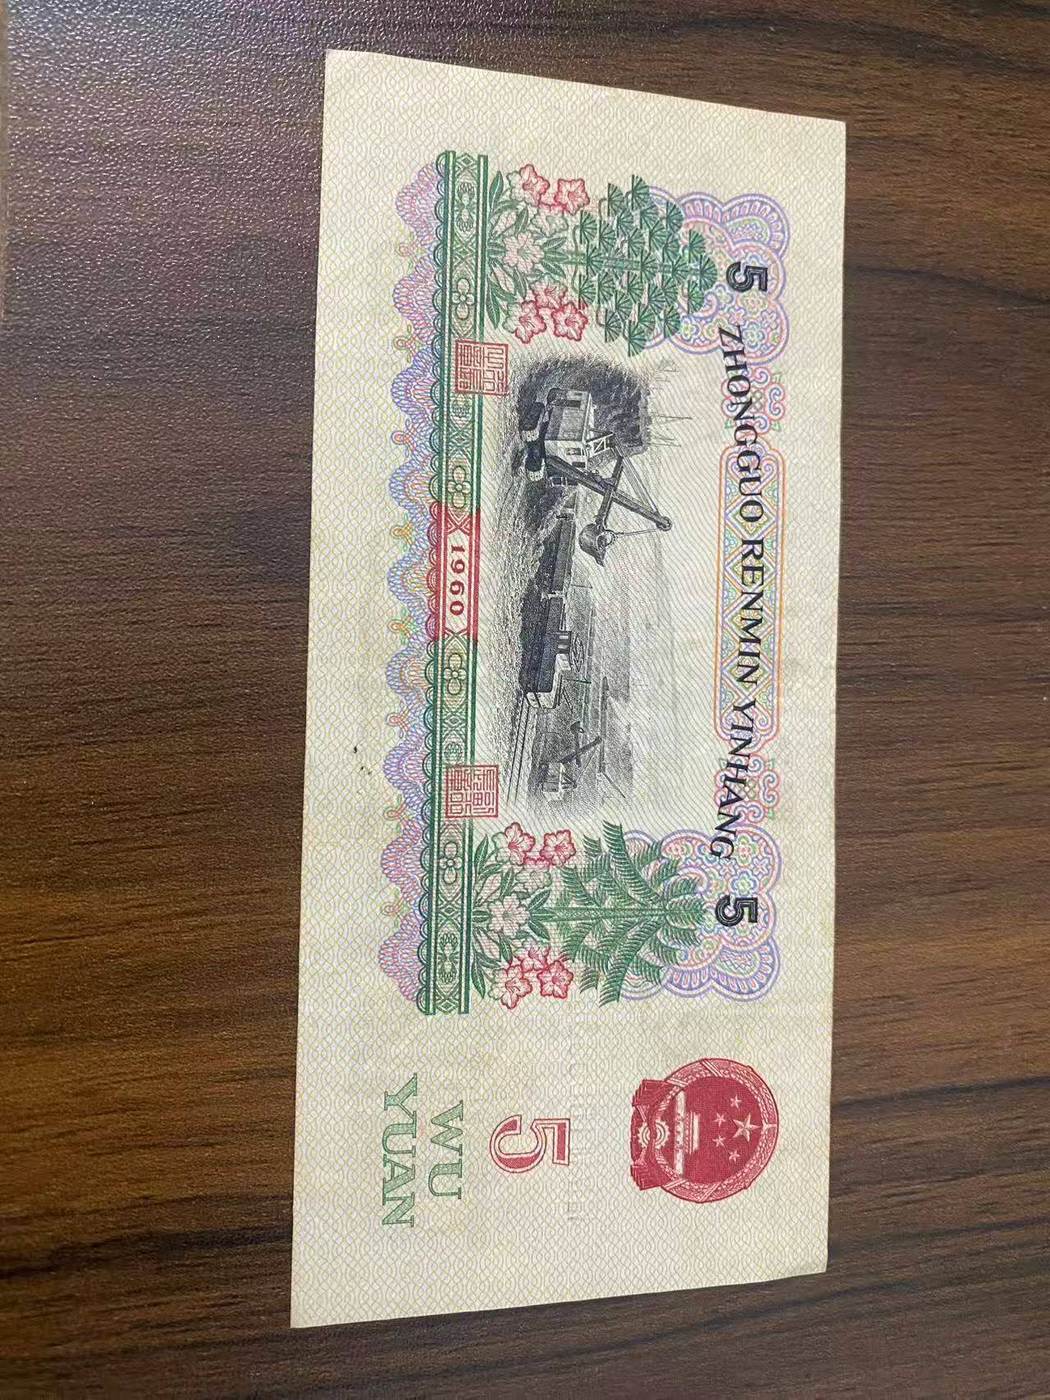 5 ZHONGGUO RENMIN YINHANG 5
1960
5
WU
YUAN